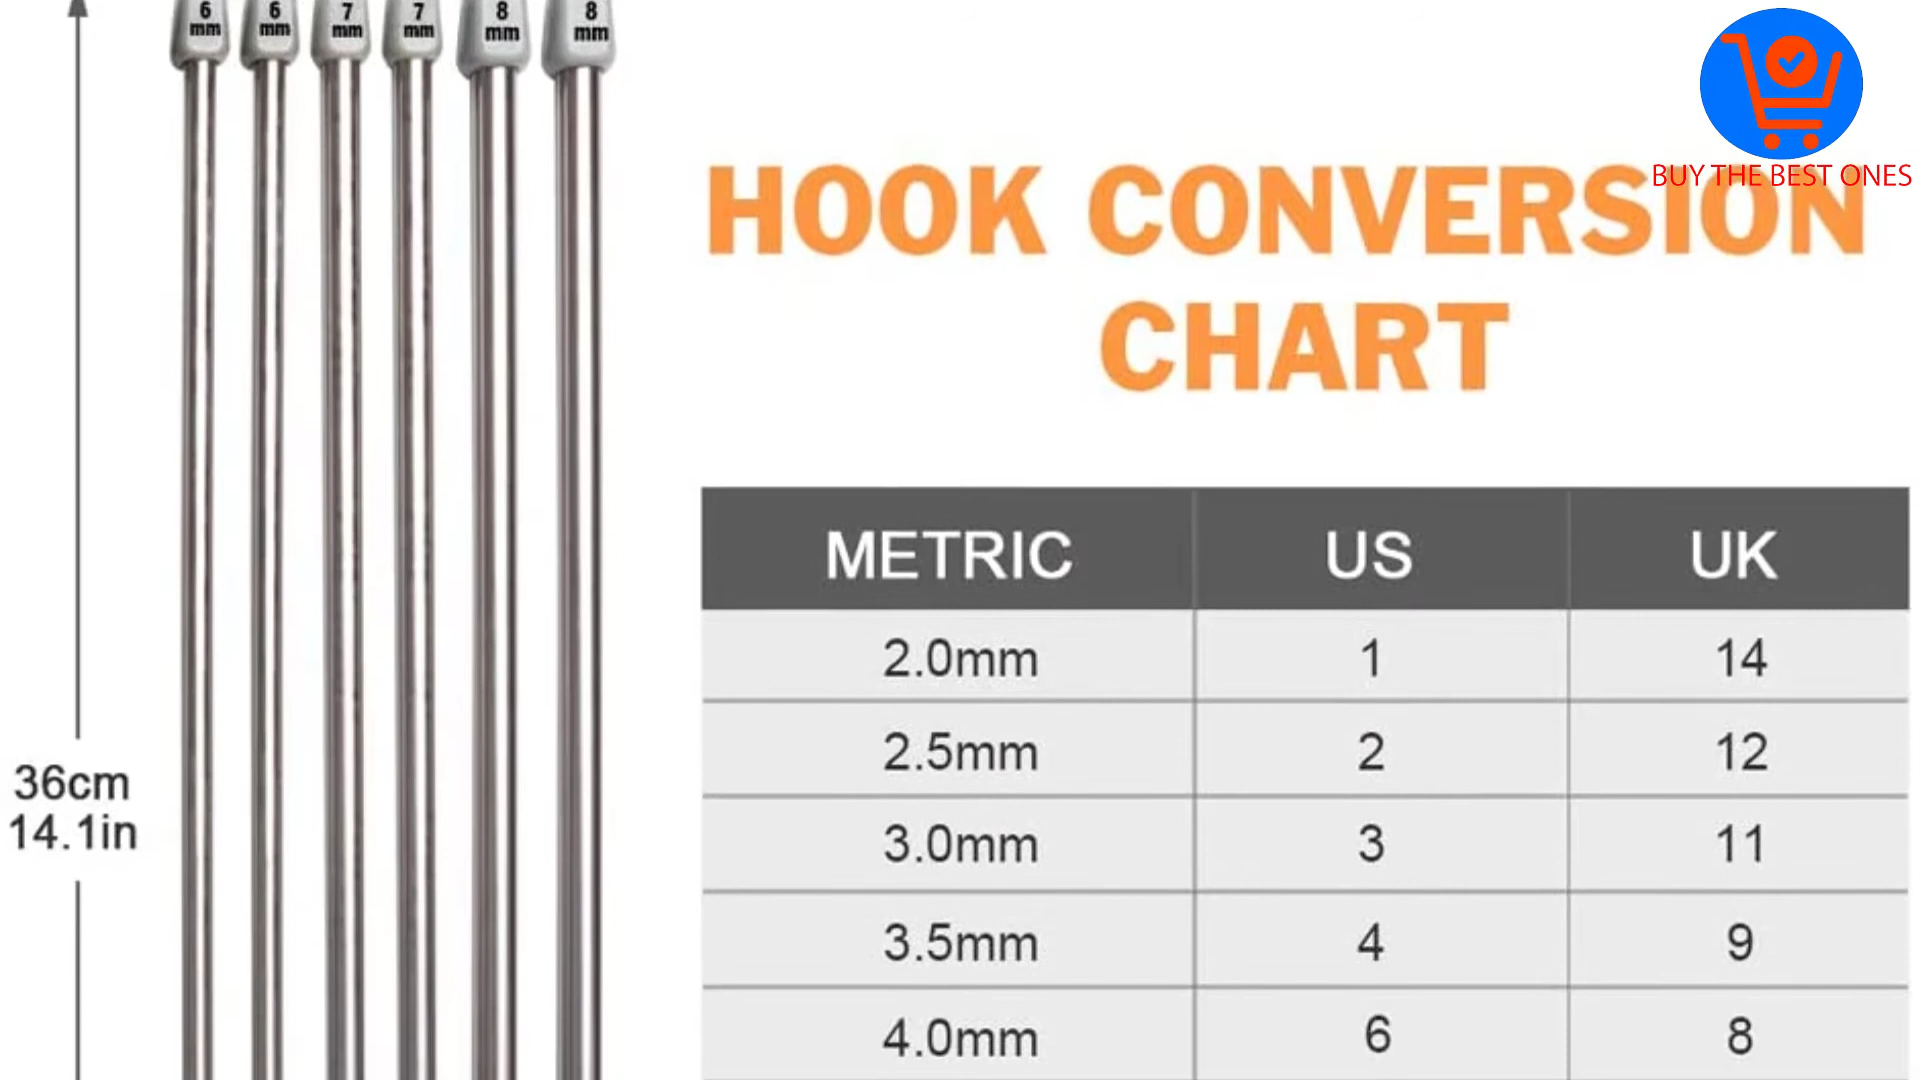 6 6 7 7 8 8
mm mm mm mm mm mm
BUY THE BEST ONES
HOOK CONVERSION
CHART
METRIC US UK
2.0mm 1 14
2.5mm 2 12
3.0mm 3 11
3.5mm 4 9
4.0mm 6 8
36cm
14.1in